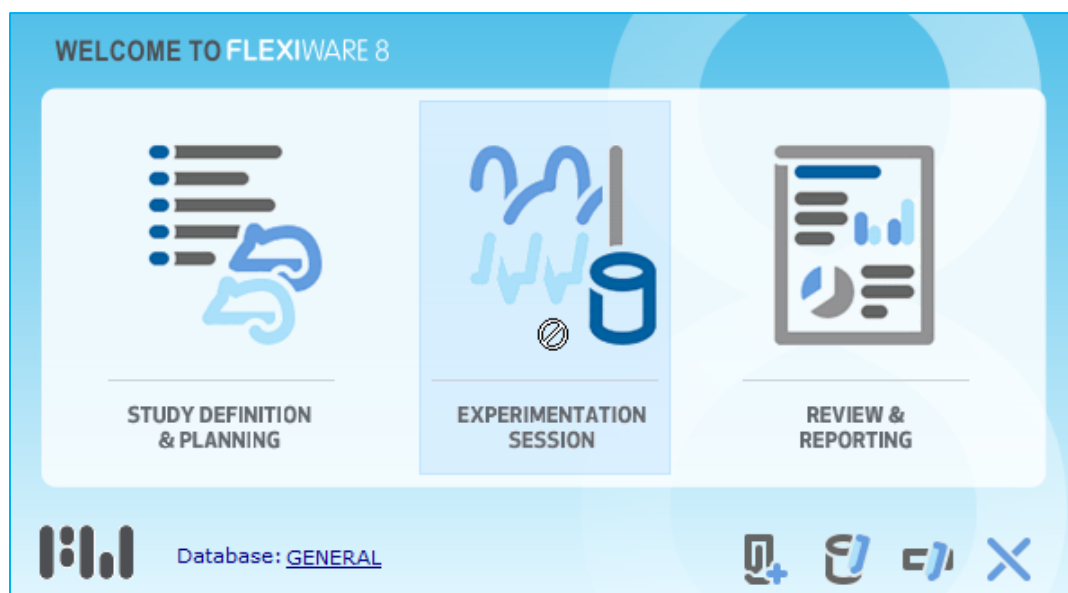 WELCOME TO FLEXIWARE 8
STUDY DEFINITION
& PLANNING
EXPERIMENTATION
SESSION
REVIEW &
REPORTING
Database: GENERAL